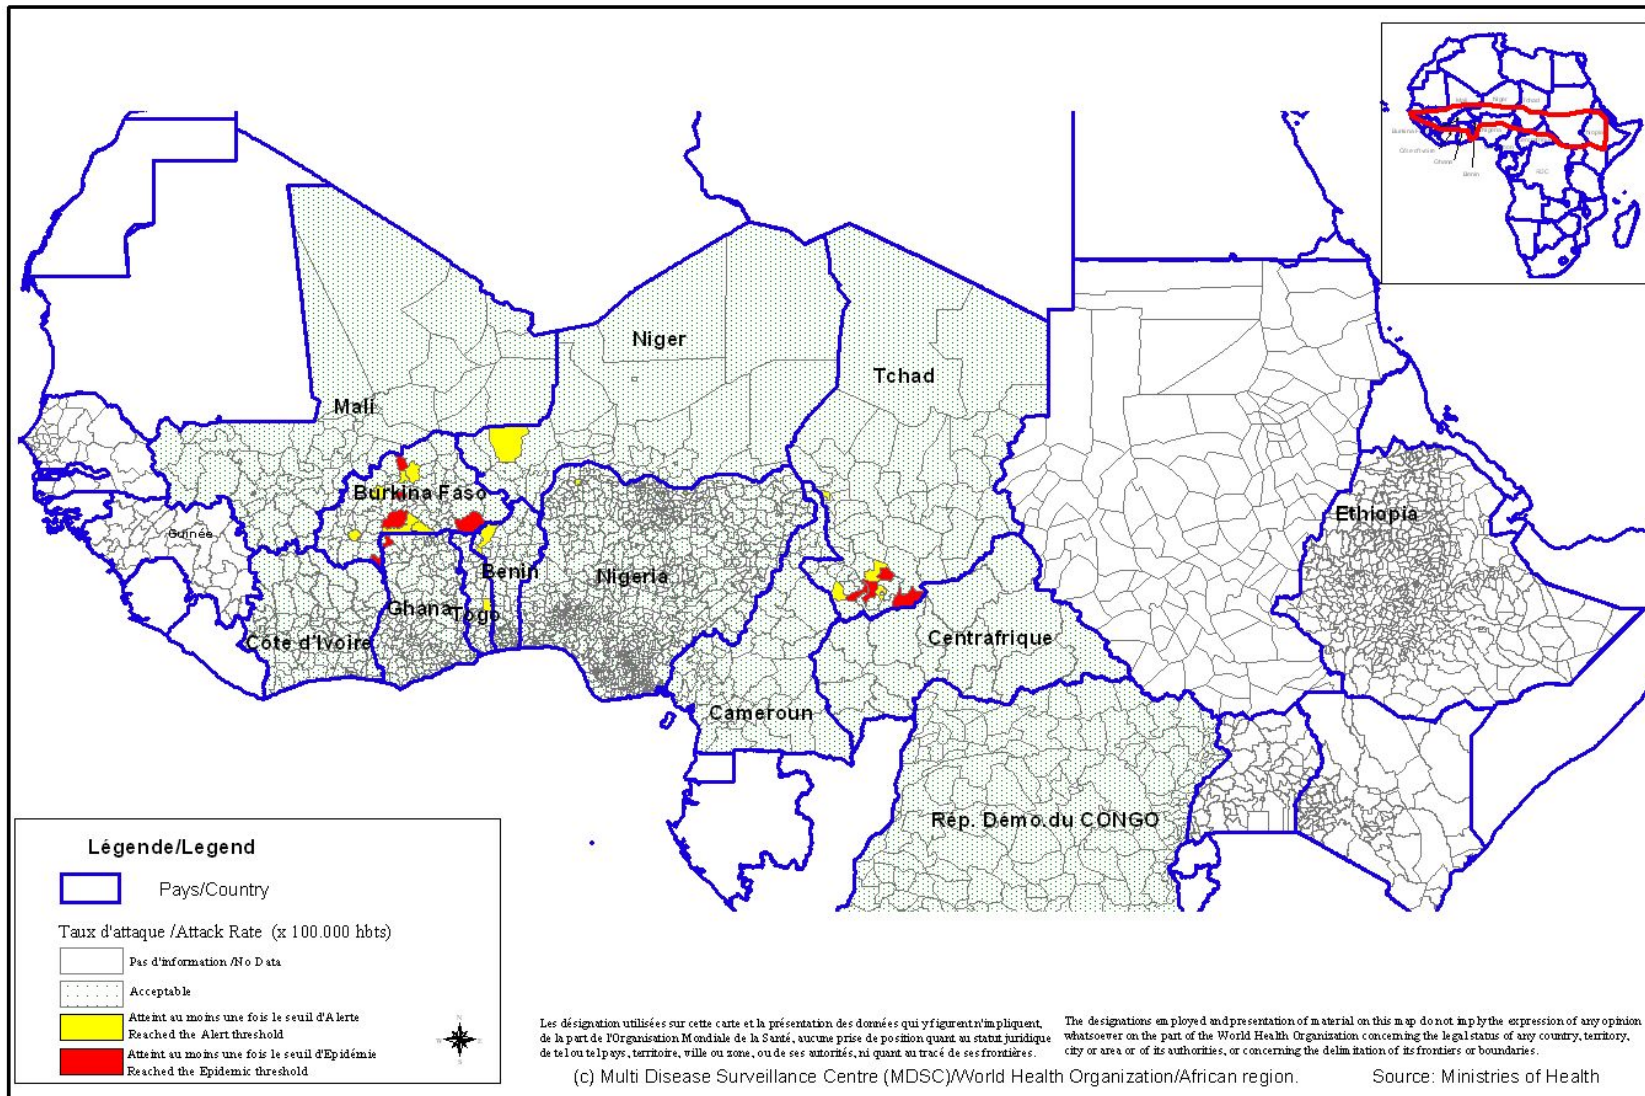 Mali
Niger
Tchad
Burkina Faso
Guinée
Benin
Nigeria
Ghana
Togo
Côte d'Ivoire
Centrafrique
Cameroun
Ethiopia
Rép. Démo.du CONGO
Mali
Niger
Tchad
Côte d'Ivoire
Ghana
Benin
RDC
Légende/Legend
Pays/Country
Taux d'attaque /Attack Rate (x 100.000 hbts)
Pas d'information /No Data
Acceptable
Atteint au moins une fois le seuil d'Alerte
Reached the Alert threshold
Atteint au moins une fois le seuil d'Epidémie
Reached the Epidemic threshold
N
W
E
S
Les désignation utilisées sur cette carte et la présentation des données qui y figurent n'impliquent,
de la part de l'Organisation Mondiale de la Santé, aucune prise de position quant au statut juridique
de tel ou tel pays, territoire, ville ou zone, ou de ses autorités, ni quant au tracé de ses frontières.
The designations employed and presentation of material on this map do not imply the expression of any opinion
whatsoever on the part of the World Health Organization concerning the legal status of any country, territory,
city or area or of its authorities, or concerning the delimitation of its frontiers or boundaries.
(c) Multi Disease Surveillance Centre (MDSC)/World Health Organization/African region.
Source: Ministries of Health